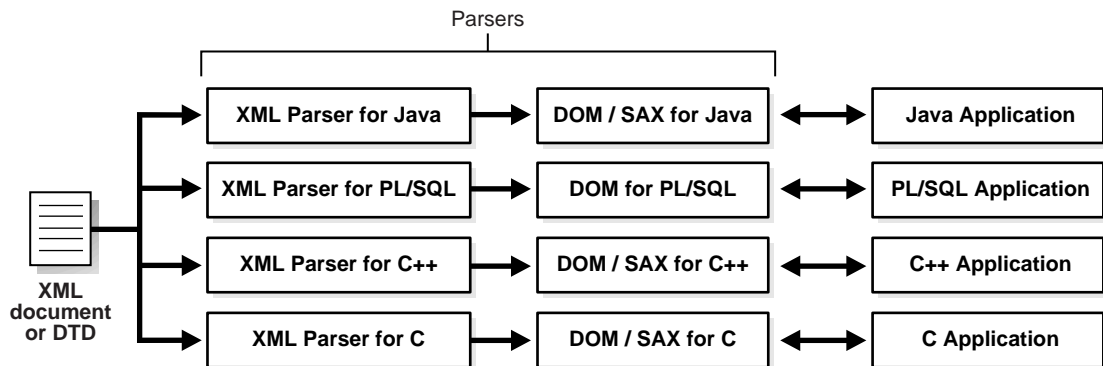 Parsers
XML Parser for Java
DOM / SAX for Java
Java Application
XML Parser for PL/SQL
DOM for PL/SQL
PL/SQL Application
XML Parser for C++
DOM / SAX for C++
C++ Application
XML Parser for C
DOM / SAX for C
C Application
XML
document
or DTD